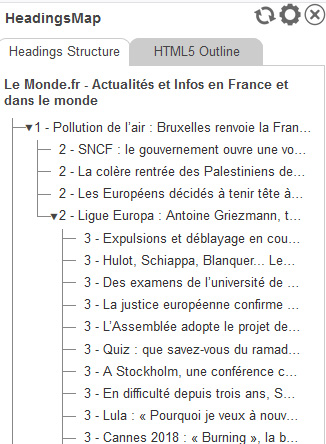 HeadingsMap
Headings Structure
HTML5 Outline
Le Monde.fr - Actualités et Infos en France et
dans le monde
1 - Pollution de l’air : Bruxelles renvoie la Fran...
2 - SNCF : le gouvernement ouvre une vo...
2 - La colère rentrée des Palestiniens de...
2 - Les Européens décidés à tenir tête à...
2 - Ligue Europa : Antoine Griezmann, t...
3 - Expulsions et déblayage en cou...
3 - Hulot, Schiappa, Blanquer... Le...
3 - Des examens de l’université de ...
3 - La justice européenne confirme ...
3 - L’Assemblée adopte le projet de...
3 - Quiz : que savez-vous du ramad...
3 - A Stockholm, une conférence c...
3 - En difficulté depuis trois ans, S...
3 - Lula : « Pourquoi je veux à nouv...
3 - Cannes 2018 : « Burning », la b...